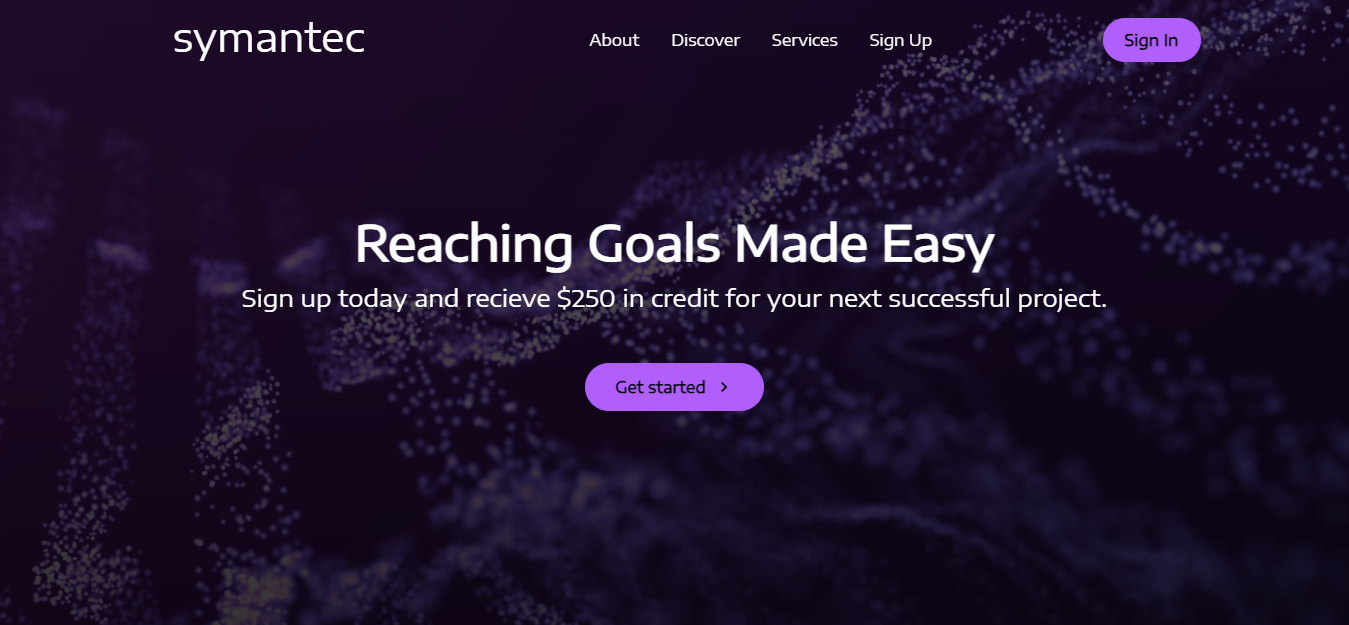 symantec
About Discover Services Sign Up Sign In
Reaching Goals Made Easy
Sign up today and recieve $250 in credit for your next successful project.
Get started